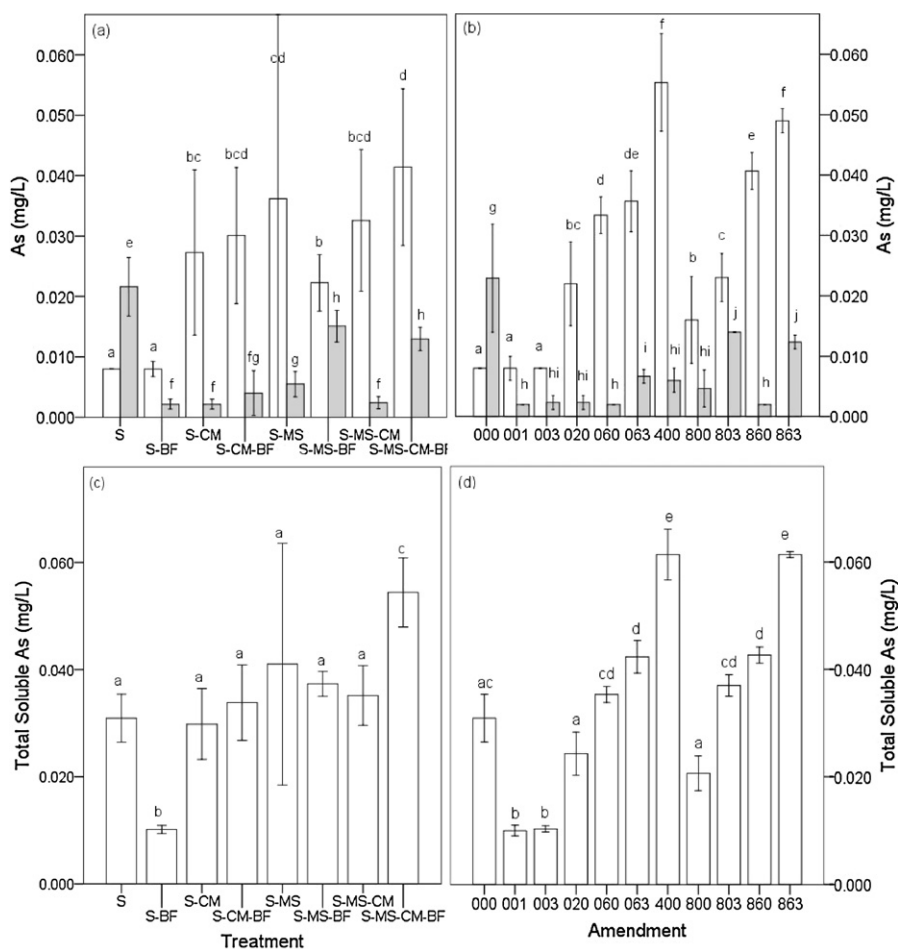 (a)
(b)
As (mg/L)
0.060
0.050
0.040
0.030
0.020
0.010
0.000
a
e
a
f
bc
f
bcd
fg
cd
g
b
h
bcd
f
d
h
S
S-BF
S-CM
S-CM-BF
S-MS
S-MS-BF
S-MS-CM
S-MS-CM-BF
a
g
a
h
a
hi
bc
hi
d
h
de
i
f
hi
b
hi
c
j
e
h
f
j
000
001
003
020
060
063
400
800
803
860
863
0.060
0.050
0.040
0.030
0.020
0.010
0.000
As (mg/L)
(c)
(d)
Total Soluble As (mg/L)
0.060
0.040
0.020
0.000
a
b
a
a
a
a
a
c
S
S-BF
S-CM
S-CM-BF
S-MS
S-MS-BF
S-MS-CM
S-MS-CM-BF
Treatment
ac
b
b
a
cd
d
e
a
cd
d
e
000
001
003
020
060
063
400
800
803
860
863
Amendment
0.060
0.040
0.020
0.000
Total Soluble As (mg/L)